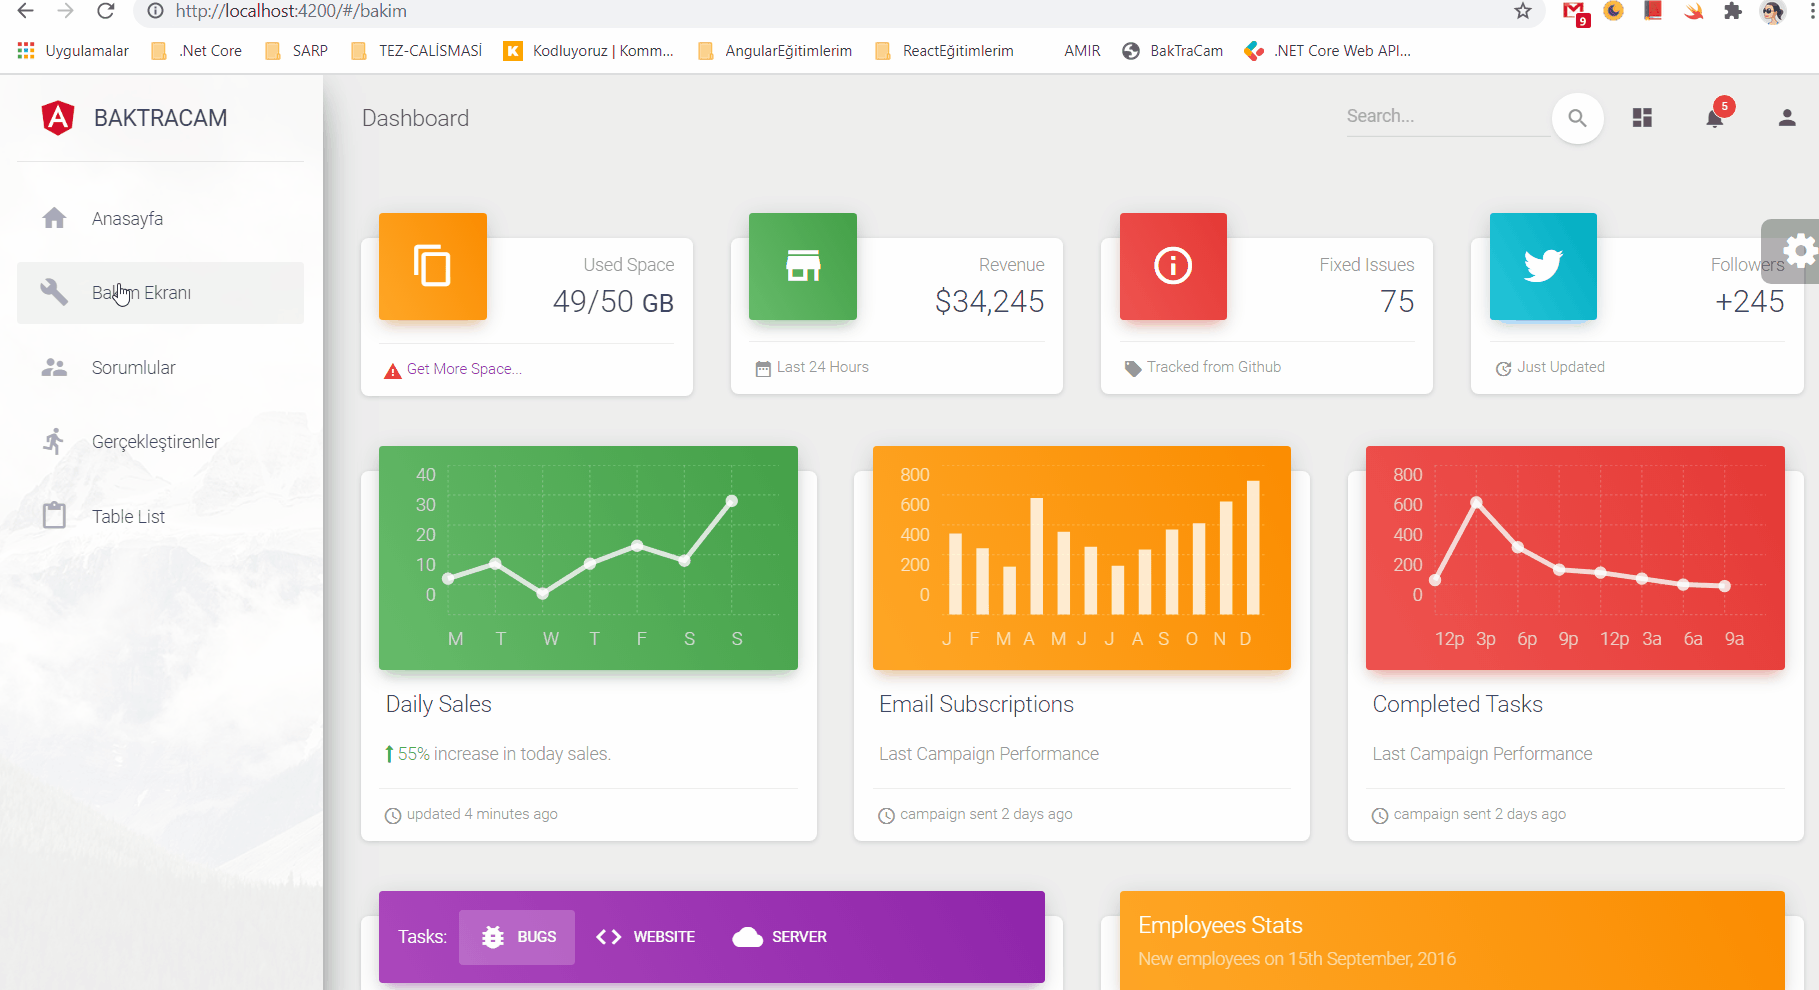 http://localhost:4200/#/bakim
9
Uygulamalar .Net Core SARP TEZ-CALİSMASİ Kodluyoruz | Komm... AngularEğitimlerim ReactEğitimlerim AMIR BakTraCam .NET Core Web API...
BAKTRACAM
Anasayfa
Bakım Ekranı
Sorumlular
Gerçekleştirenler
Table List
Dashboard
Search...
5
Used Space
49/50 GB
Get More Space...
Revenue
$34,245
Last 24 Hours
Fixed Issues
75
Tracked from Github
Followers
+245
Just Updated
40
30
20
10
0
M T W T F S S
Daily Sales
55% increase in today sales.
updated 4 minutes ago
800
600
400
200
0
J F M A M J J A S O N D
Email Subscriptions
Last Campaign Performance
campaign sent 2 days ago
800
600
400
200
0
12p 3p 6p 9p 12p 3a 6a 9a
Completed Tasks
Last Campaign Performance
campaign sent 2 days ago
Tasks: BUGS WEBSITE SERVER
Employees Stats
New employees on 15th September, 2016